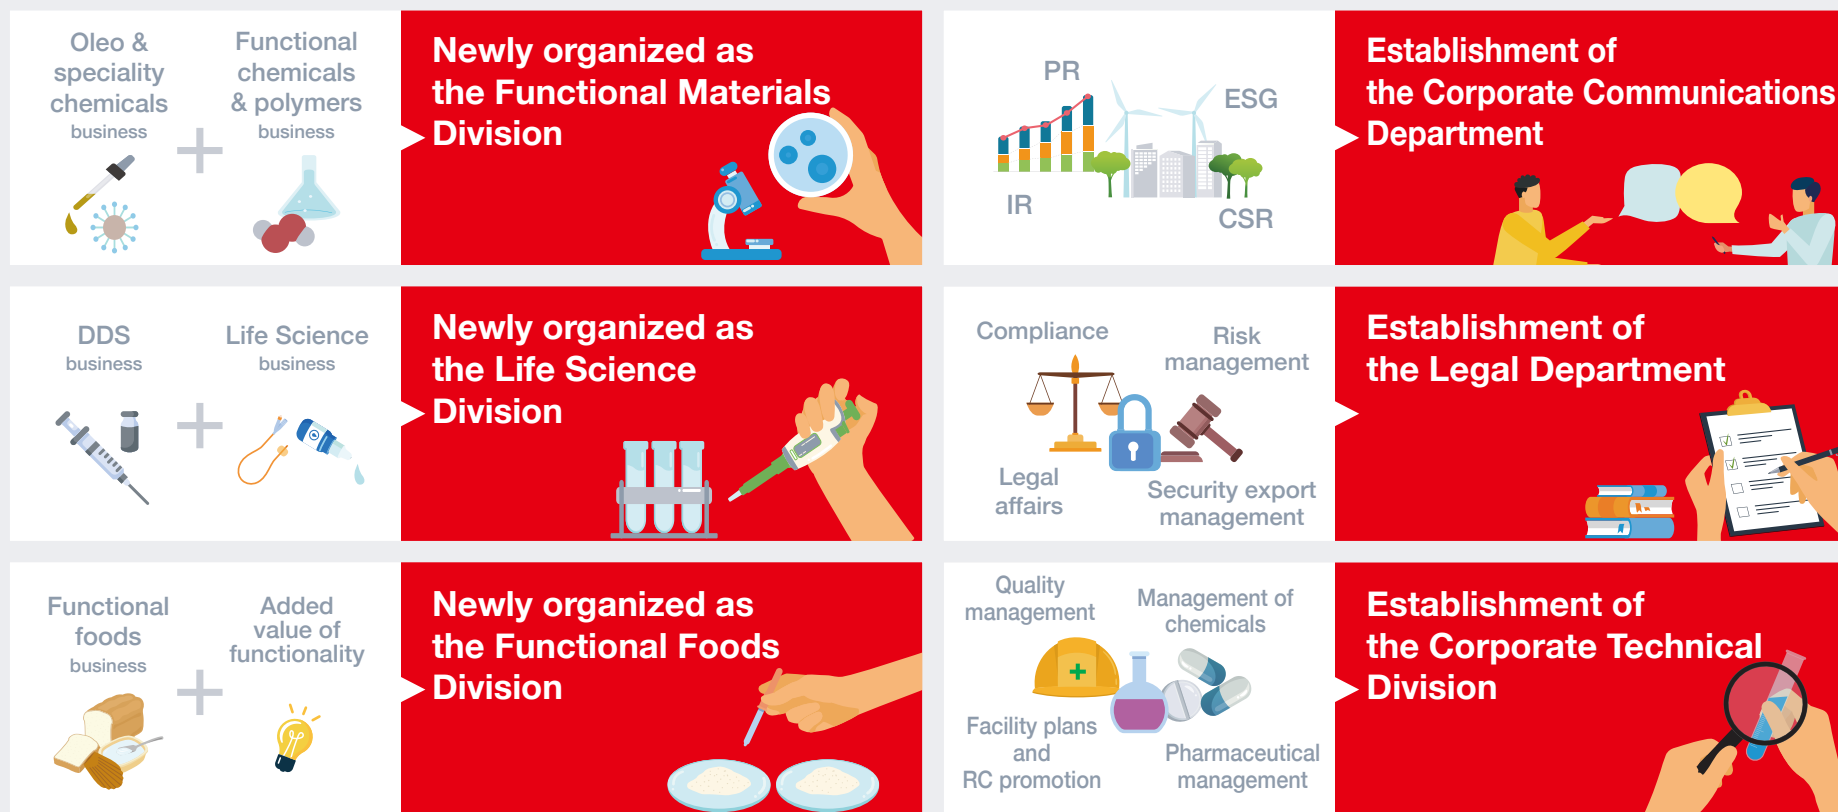 Oleo &
speciality
chemicals
business
+
Functional
chemicals
& polymers
business
Newly organized as
the Functional Materials
Division
DDS
business
+
Life Science
business
Newly organized as
the Life Science
Division
Functional
foods
business
+
Added
value of
functionality
Newly organized as
the Functional Foods
Division
PR
ESG
IR
CSR
Establishment of
the Corporate Communications
Department
Compliance
Risk
management
Legal
affairs
Security export
management
Establishment of
the Legal Department
Quality
management
Management of
chemicals
Facility plans
and
RC promotion
Pharmaceutical
management
Establishment of
the Corporate Technical
Division